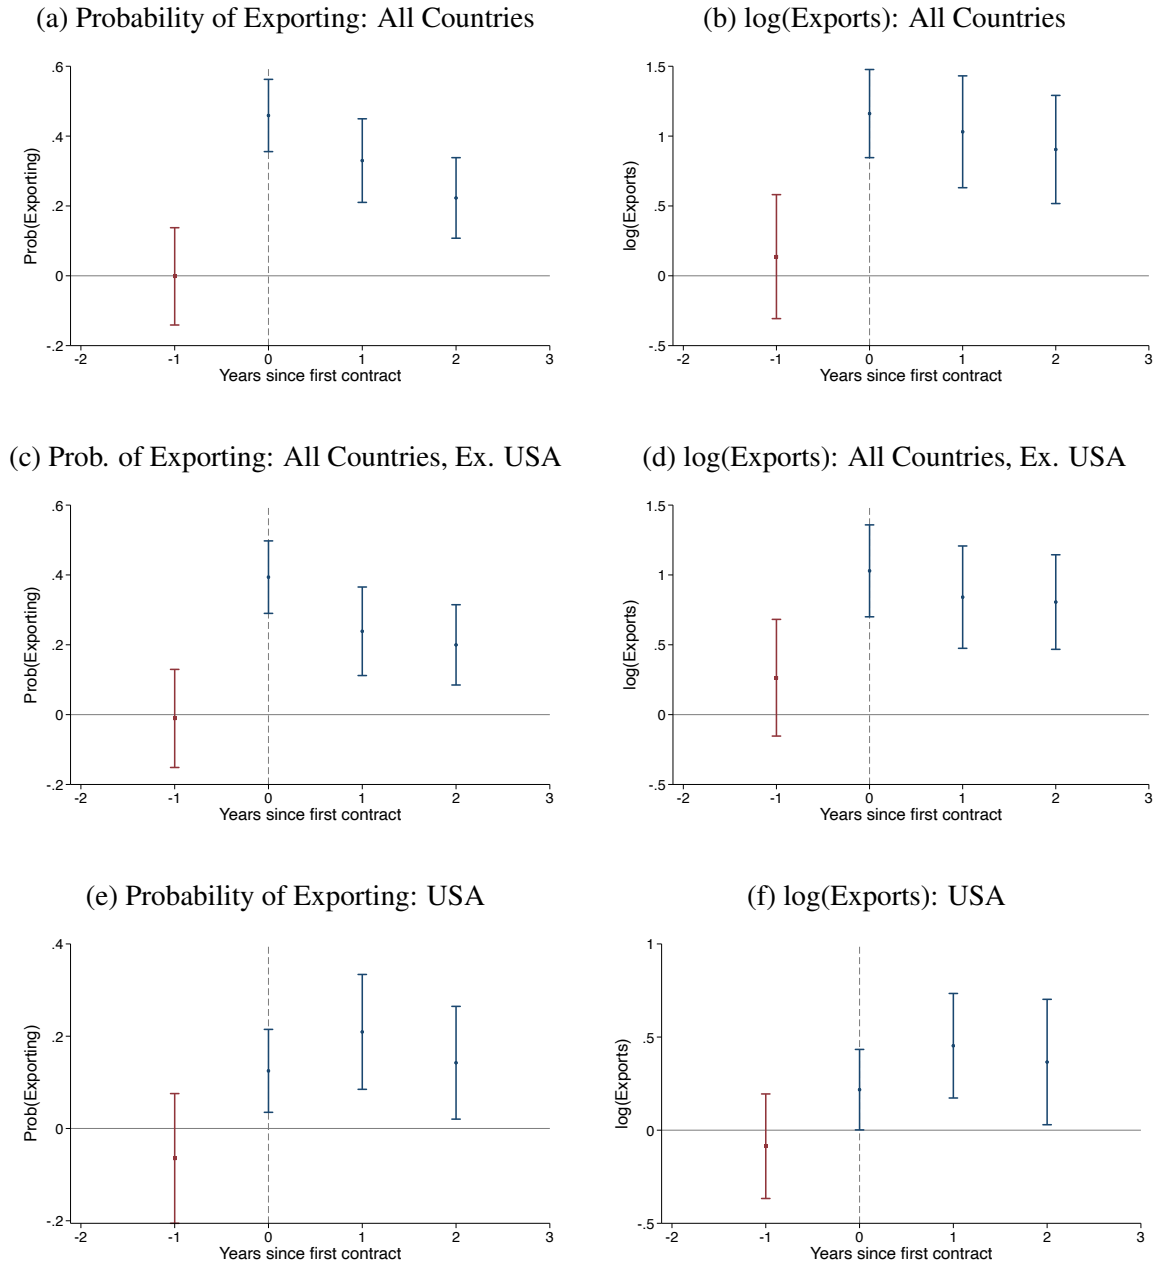 (a) Probability of Exporting: All Countries
.6
.4
.2
0
-.2
Prob(Exporting)
-2 -1 0 1 2 3
Years since first contract
(b) log(Exports): All Countries
1.5
1
.5
0
-.5
log(Exports)
-2 -1 0 1 2 3
Years since first contract
(c) Prob. of Exporting: All Countries, Ex. USA
.6
.4
.2
0
-.2
Prob(Exporting)
-2 -1 0 1 2 3
Years since first contract
(d) log(Exports): All Countries, Ex. USA
1.5
1
.5
0
-.5
log(Exports)
-2 -1 0 1 2 3
Years since first contract
(e) Probability of Exporting: USA
.4
.2
0
-.2
Prob(Exporting)
-2 -1 0 1 2 3
Years since first contract
(f) log(Exports): USA
1
.5
0
-.5
log(Exports)
-2 -1 0 1 2 3
Years since first contract